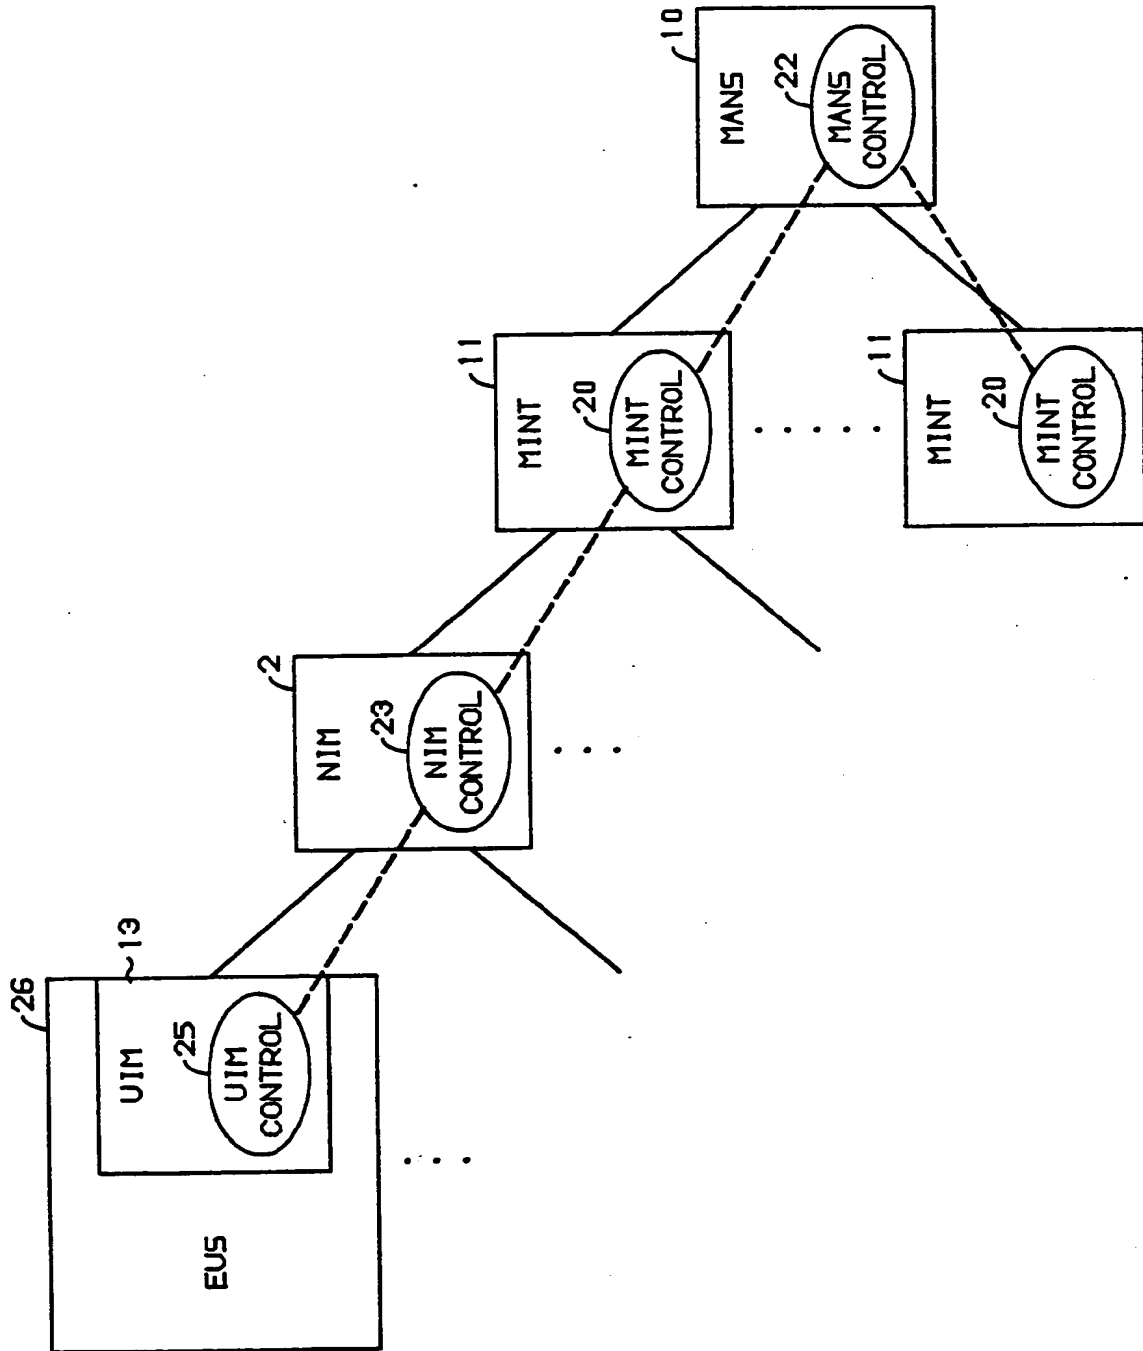 EUS
26
UIM
13
25
UIM
CONTROL
NIM
2
23
NIM
CONTROL
MINT
11
20
MINT
CONTROL
MINT
11
20
MINT
CONTROL
MANS
10
22
MANS
CONTROL